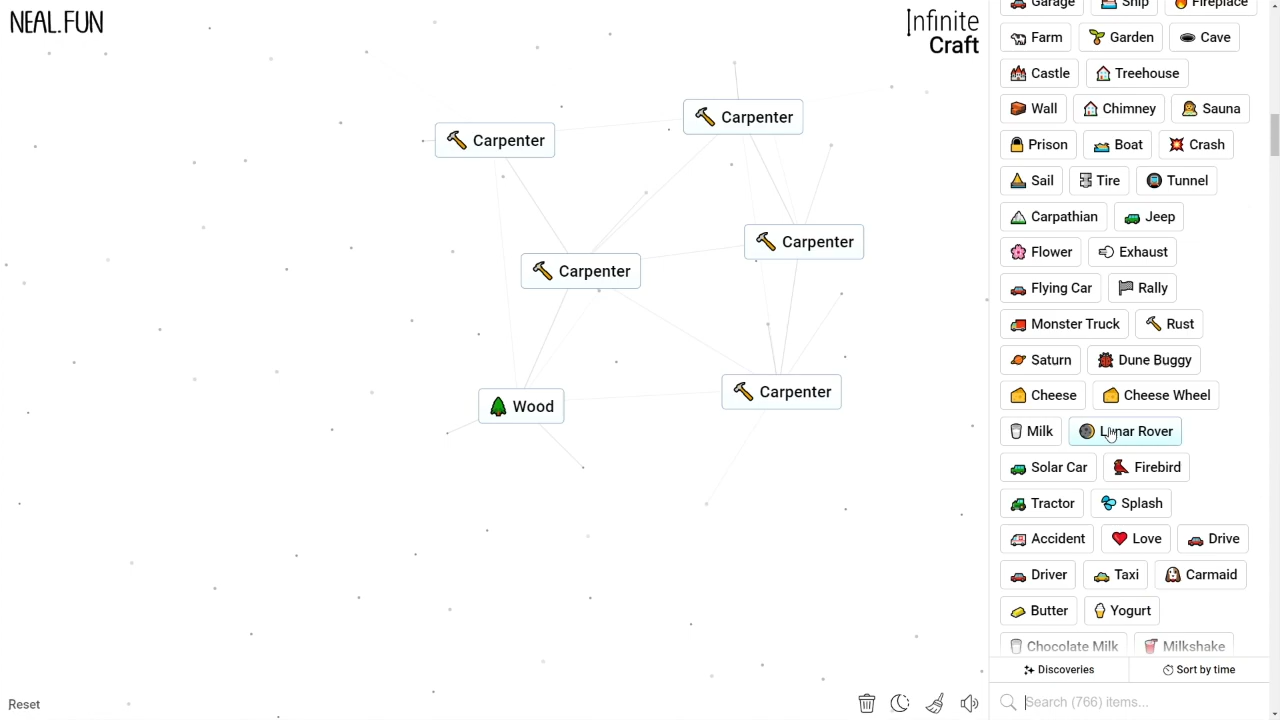 NEAL.FUN
Infinite
Craft
Carpenter
Carpenter
Carpenter
Carpenter
Wood
Carpenter
Garage Ship Fireplace
Farm Garden Cave
Castle Treehouse
Wall Chimney Sauna
Prison Boat Crash
Sail Tire Tunnel
Carpathian Jeep
Flower Exhaust
Flying Car Rally
Monster Truck Rust
Saturn Dune Buggy
Cheese Cheese Wheel
Milk Lunar Rover
Solar Car Firebird
Tractor Splash
Accident Love Drive
Driver Taxi Carmaid
Butter Yogurt
Chocolate Milk Milkshake
Discoveries Sort by time
Search (766) items...
Reset